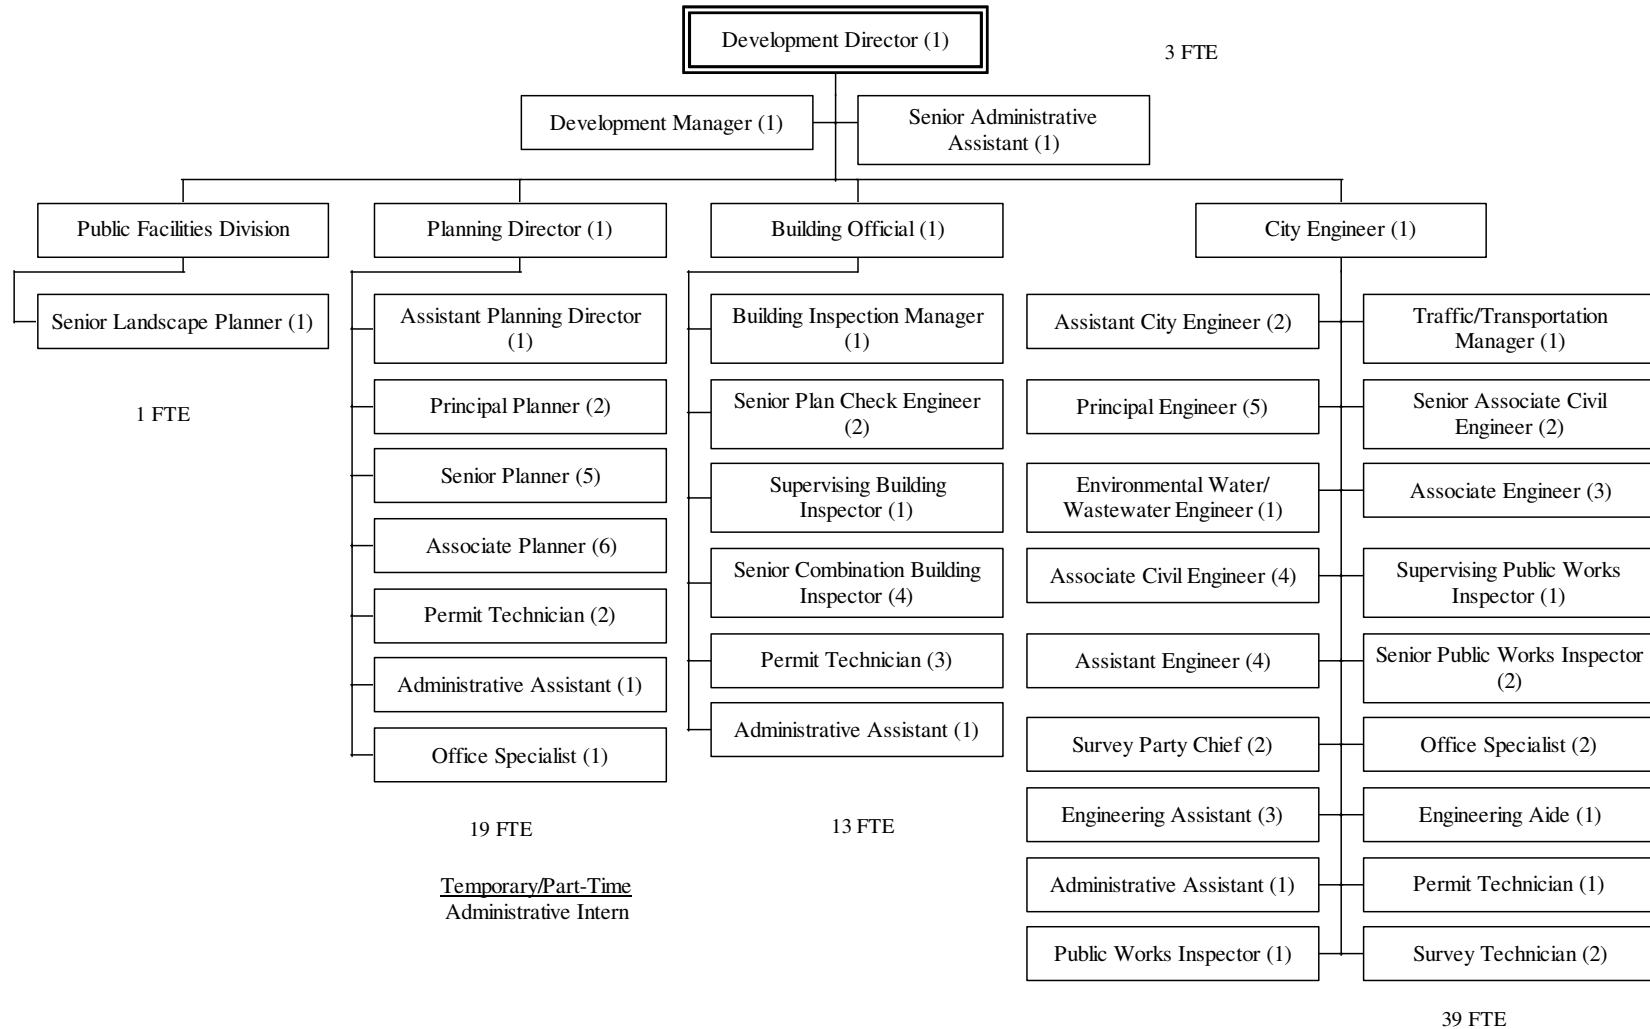 Development Director (1)
3 FTE
Development Manager (1)
Senior Administrative
Assistant (1)
Public Facilities Division
Senior Landscape Planner (1)
1 FTE
Planning Director (1)
Assistant Planning Director
(1)
Principal Planner (2)
Senior Planner (5)
Associate Planner (6)
Permit Technician (2)
Administrative Assistant (1)
Office Specialist (1)
19 FTE
Temporary/Part-Time
Administrative Intern
Building Official (1)
Building Inspection Manager
(1)
Senior Plan Check Engineer
(2)
Supervising Building
Inspector (1)
Senior Combination Building
Inspector (4)
Permit Technician (3)
Administrative Assistant (1)
13 FTE
City Engineer (1)
Assistant City Engineer (2)
Traffic/Transportation
Manager (1)
Principal Engineer (5)
Senior Associate Civil
Engineer (2)
Environmental Water/
Wastewater Engineer (1)
Associate Engineer (3)
Associate Civil Engineer (4)
Supervising Public Works
Inspector (1)
Assistant Engineer (4)
Senior Public Works Inspector
(2)
Survey Party Chief (2)
Office Specialist (2)
Engineering Assistant (3)
Engineering Aide (1)
Administrative Assistant (1)
Permit Technician (1)
Public Works Inspector (1)
Survey Technician (2)
39 FTE